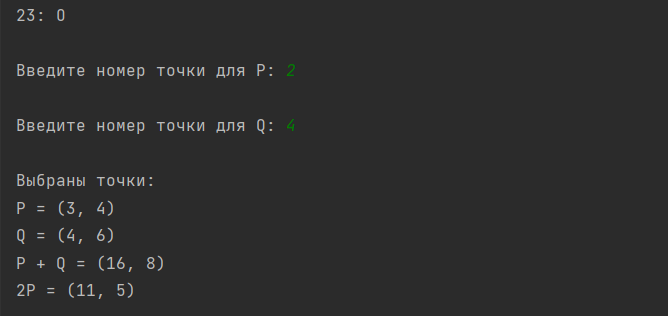 23: O
Введите номер точки для P: 2
Введите номер точки для Q: 4
Выбраны точки:
P = (3, 4)
Q = (4, 6)
P + Q = (16, 8)
2P = (11, 5)